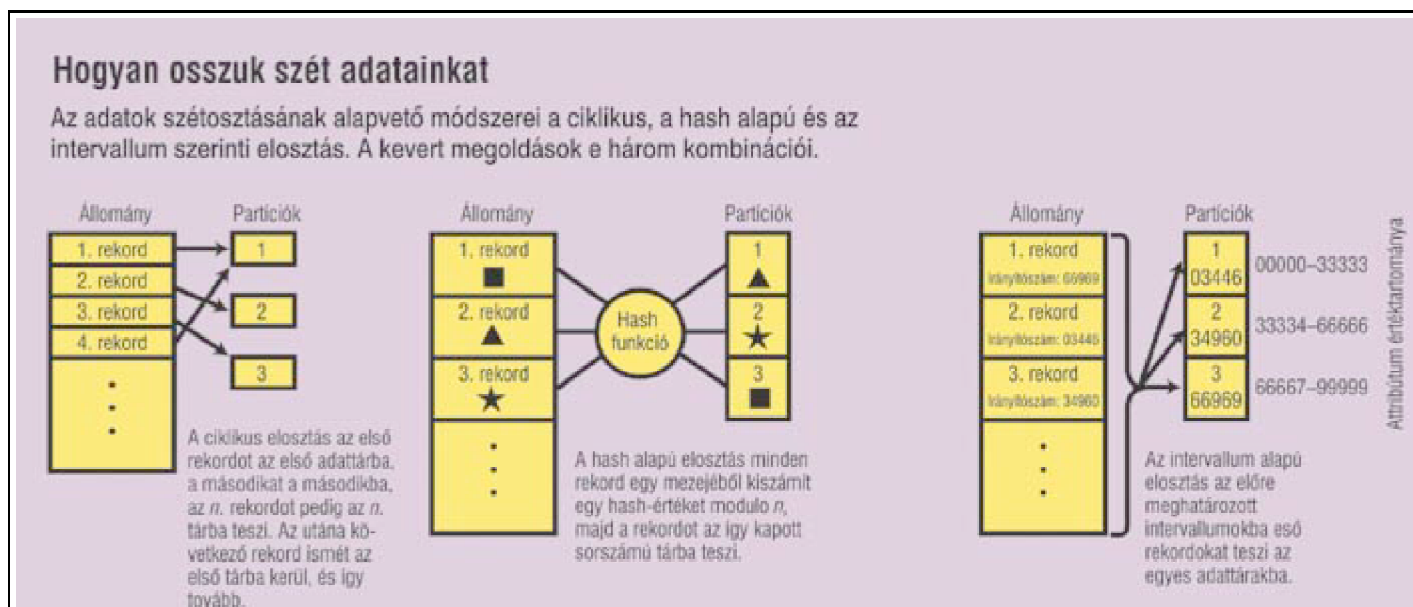 Hogyan osszuk szét adatainkat
Az adatok szétosztásának alapvető módszerei a ciklikus, a hash alapú és az
intervallum szerinti elosztás. A kevert megoldások e három kombinációi.
Állomány
Partíciók
1. rekord
2. rekord
3. rekord
4. rekord
1
2
3
A ciklikus elosztás az első
rekordot az első adattárba,
a másodikat a másodikba,
az n. rekordot pedig az n.
tárba teszi. Az utána kö-
vetkező rekord ismét az
első tárba kerül, és így
tovább.
Állomány
Partíciók
1. rekord
2. rekord
3. rekord
Hash
funkció
1
2
3
A hash alapú elosztás minden
rekord egy mezejéből kiszámít
egy hash-értéket modulo n,
majd a rekordot az így kapott
sorszámú tárba teszi.
Állomány
Partíciók
1. rekord
Irányítószám: 66969
2. rekord
Irányítószám: 03446
3. rekord
Irányítószám: 34960
1
03446
2
34960
3
66969
00000–33333
33334–66666
66667–99999
Attribútum értéktartománya
Az intervallum alapú
elosztás az előre
meghatározott
intervallumokba eső
rekordokat teszi az
egyes adattárakba.